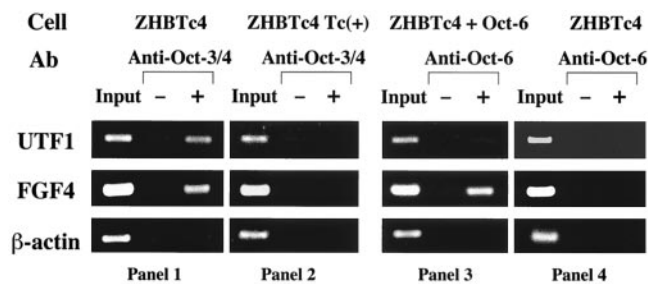 Cell ZHBTc4 ZHBTc4 Tc(+) ZHBTc4 + Oct-6 ZHBTc4
Ab Anti-Oct-3/4 Anti-Oct-3/4 Anti-Oct-6 Anti-Oct-6
Input − + Input − + Input − + Input − +
UTF1
FGF4
β-actin
Panel 1 Panel 2 Panel 3 Panel 4